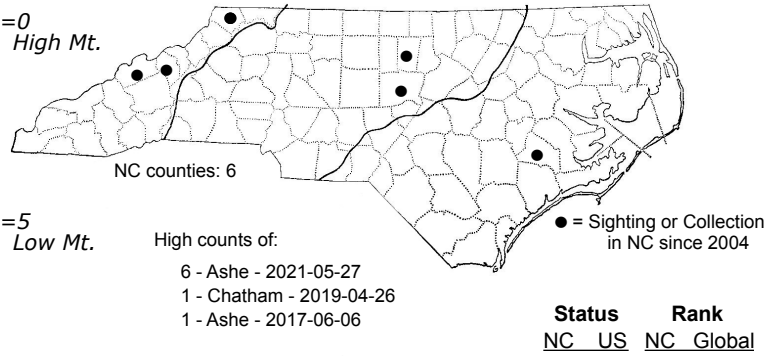 =0
High Mt.
NC counties: 6
=5
Low Mt.
High counts of:
6 - Ashe - 2021-05-27
1 - Chatham - 2019-04-26
1 - Ashe - 2017-06-06
● = Sighting or Collection
in NC since 2004
Status Rank
NC US NC Global